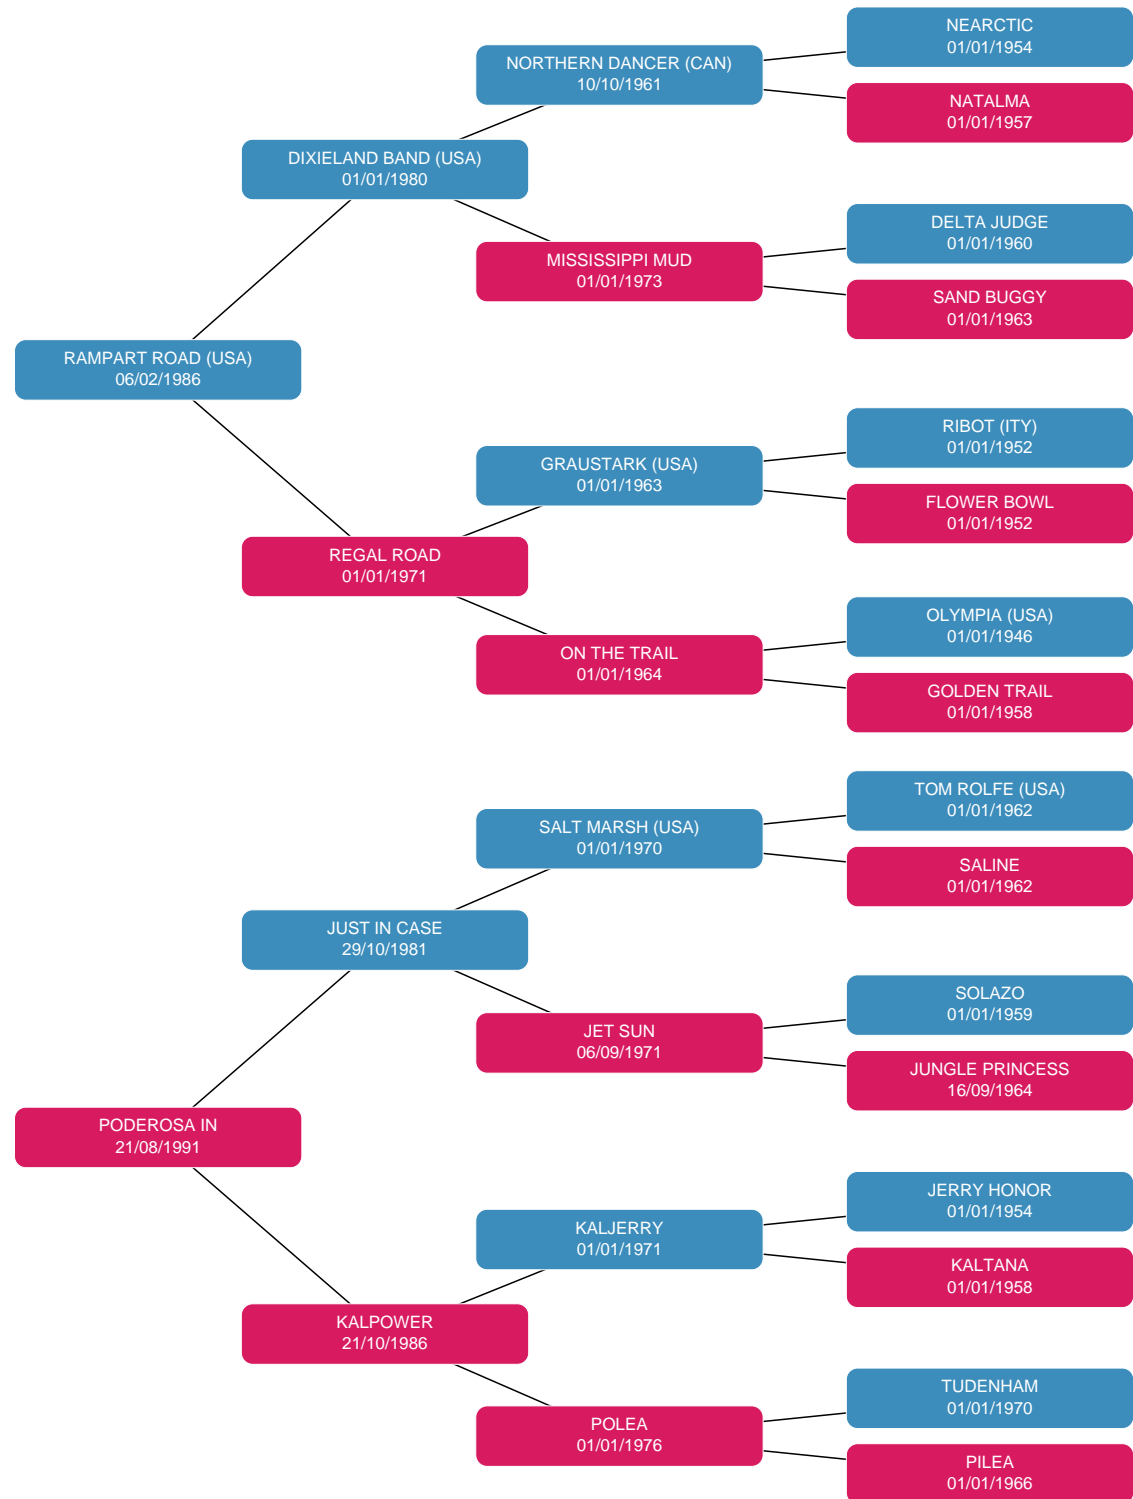 NEARCTIC
01/01/1954
NORTHERN DANCER (CAN)
10/10/1961
NATALMA
01/01/1957
DIXIELAND BAND (USA)
01/01/1980
DELTA JUDGE
01/01/1960
MISSISSIPPI MUD
01/01/1973
SAND BUGGY
01/01/1963
RAMPART ROAD (USA)
06/02/1986
RIBOT (ITY)
01/01/1952
GRAUSTARK (USA)
01/01/1963
FLOWER BOWL
01/01/1952
REGAL ROAD
01/01/1971
OLYMPIA (USA)
01/01/1946
ON THE TRAIL
01/01/1964
GOLDEN TRAIL
01/01/1958
TOM ROLFE (USA)
01/01/1962
SALT MARSH (USA)
01/01/1970
SALINE
01/01/1962
JUST IN CASE
29/10/1981
SOLAZO
01/01/1959
JET SUN
06/09/1971
JUNGLE PRINCESS
16/09/1964
PODEROSA IN
21/08/1991
JERRY HONOR
01/01/1954
KALJERRY
01/01/1971
KALTANA
01/01/1958
KALPOWER
21/10/1986
TUDENHAM
01/01/1970
POLEA
01/01/1976
PILEA
01/01/1966